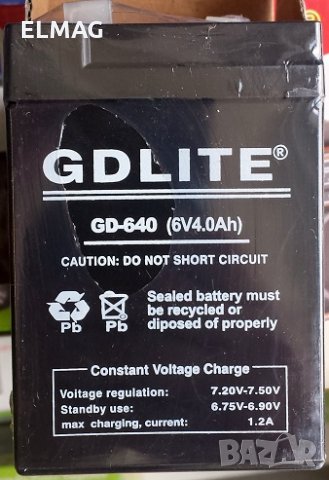 ELMAG
GDLITE®
GD-640 (6V4.0Ah)
CAUTION: DO NOT SHORT CIRCUIT
Sealed battery must
be recycled or
diposed of properly
Pb Pb
Constant Voltage Charge
Voltage regulation: 7.20V-7.50V
Standby use: 6.75V-6.90V
max charging, current: 1.2A
BAZAR